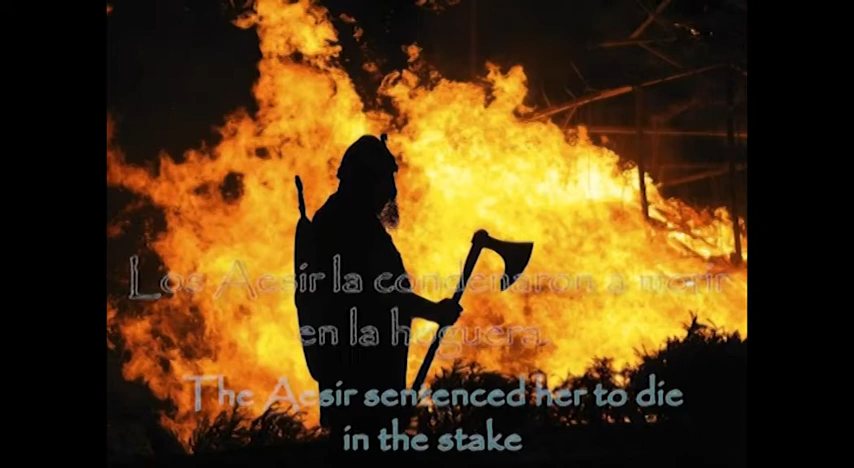 Los Aesir la condenaron a morir
en la hoguera.
The Aesir sentenced her to die
in the stake